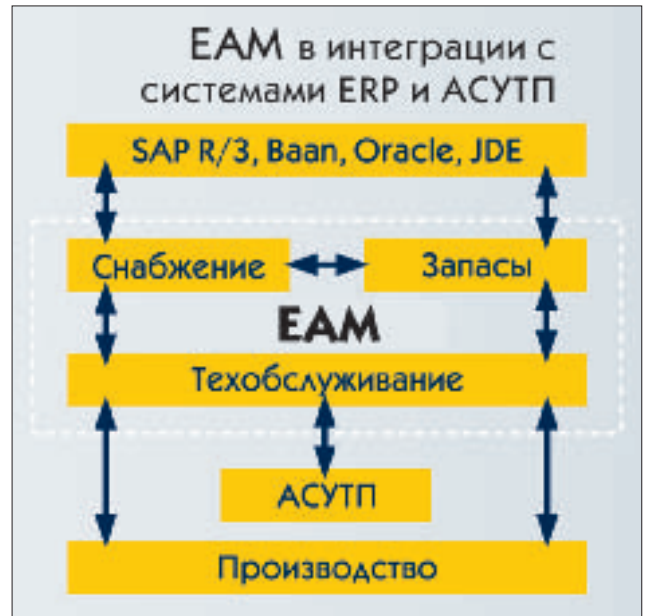 EAM в интеграции с
системами ERP и АСУТП
SAP R/3, Baan, Oracle, JDE
Снабжение
Запасы
EAM
Техобслуживание
АСУТП
Производство